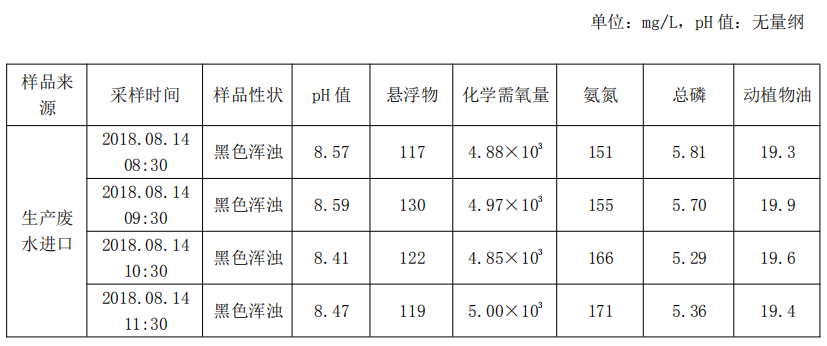 单位：mg/L，pH值：无量纲
样品来源 采样时间 样品性状 pH值 悬浮物 化学需氧量 氨氮 总磷 动植物油
生产废水进口
2018.08.14 08:30 黑色浑浊 8.57 117 4.88×10³ 151 5.81 19.3
2018.08.14 09:30 黑色浑浊 8.59 130 4.97×10³ 155 5.70 19.9
2018.08.14 10:30 黑色浑浊 8.41 122 4.85×10³ 166 5.29 19.6
2018.08.14 11:30 黑色浑浊 8.47 119 5.00×10³ 171 5.36 19.4